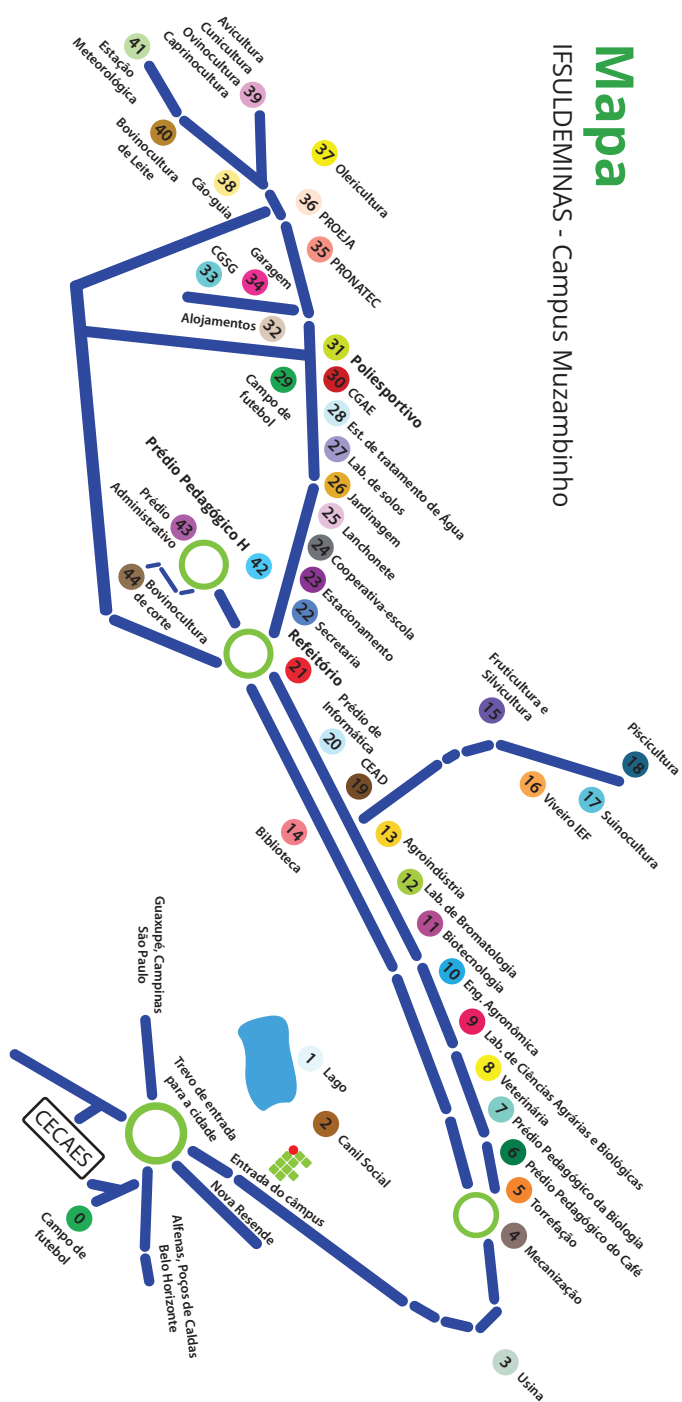 Mapa
IFSULDEMINAS - Campus Muzambinho
41
Estação
Meteorológica
Avicultura
Cunicultura
Ovinocultura
Caprinocultura
39
40
Bovinocultura
de Leite
38
Cão-guia
37
Olericultura
36
PROEJA
35
PRONATEC
34
Garagem
33
CGSG
32
Alojamentos
31
Poliesportivo
30
CGAE
29
Campo de
futebol
28
Est. de tratamento de Água
27
Lab. de solos
26
Jardinagem
25
Lanchonete
24
Cooperativa-escola
23
Estacionamento
22
Secretaria
21
Refeitório
42
Prédio Pedagógico H
43
Prédio
Administrativo
44
Bovinocultura
de corte
20
Prédio de
Informática
19
CEAD
15
Fruticultura e
Silvicultura
18
Piscicultura
17
Suinocultura
16
Viveiro IEF
14
Biblioteca
13
Agroindústria
12
Lab. de Bromatologia
11
Biotecnologia
10
Eng. Agronômica
9
Lab. de Ciências Agrárias e Biológicas
8
Veterinária
7
Prédio Pedagógico da Biologia
6
Prédio Pedagógico do Café
5
Torrefação
4
Mecanização
3
Usina
2
Canil Social
1
Lago
Entrada do câmpus
Nova Resende
Trevo de entrada
para a cidade
Guaxupé, Campinas
São Paulo
Alfenas, Poços de Caldas
Belo Horizonte
CECAES
0
Campo de
futebol